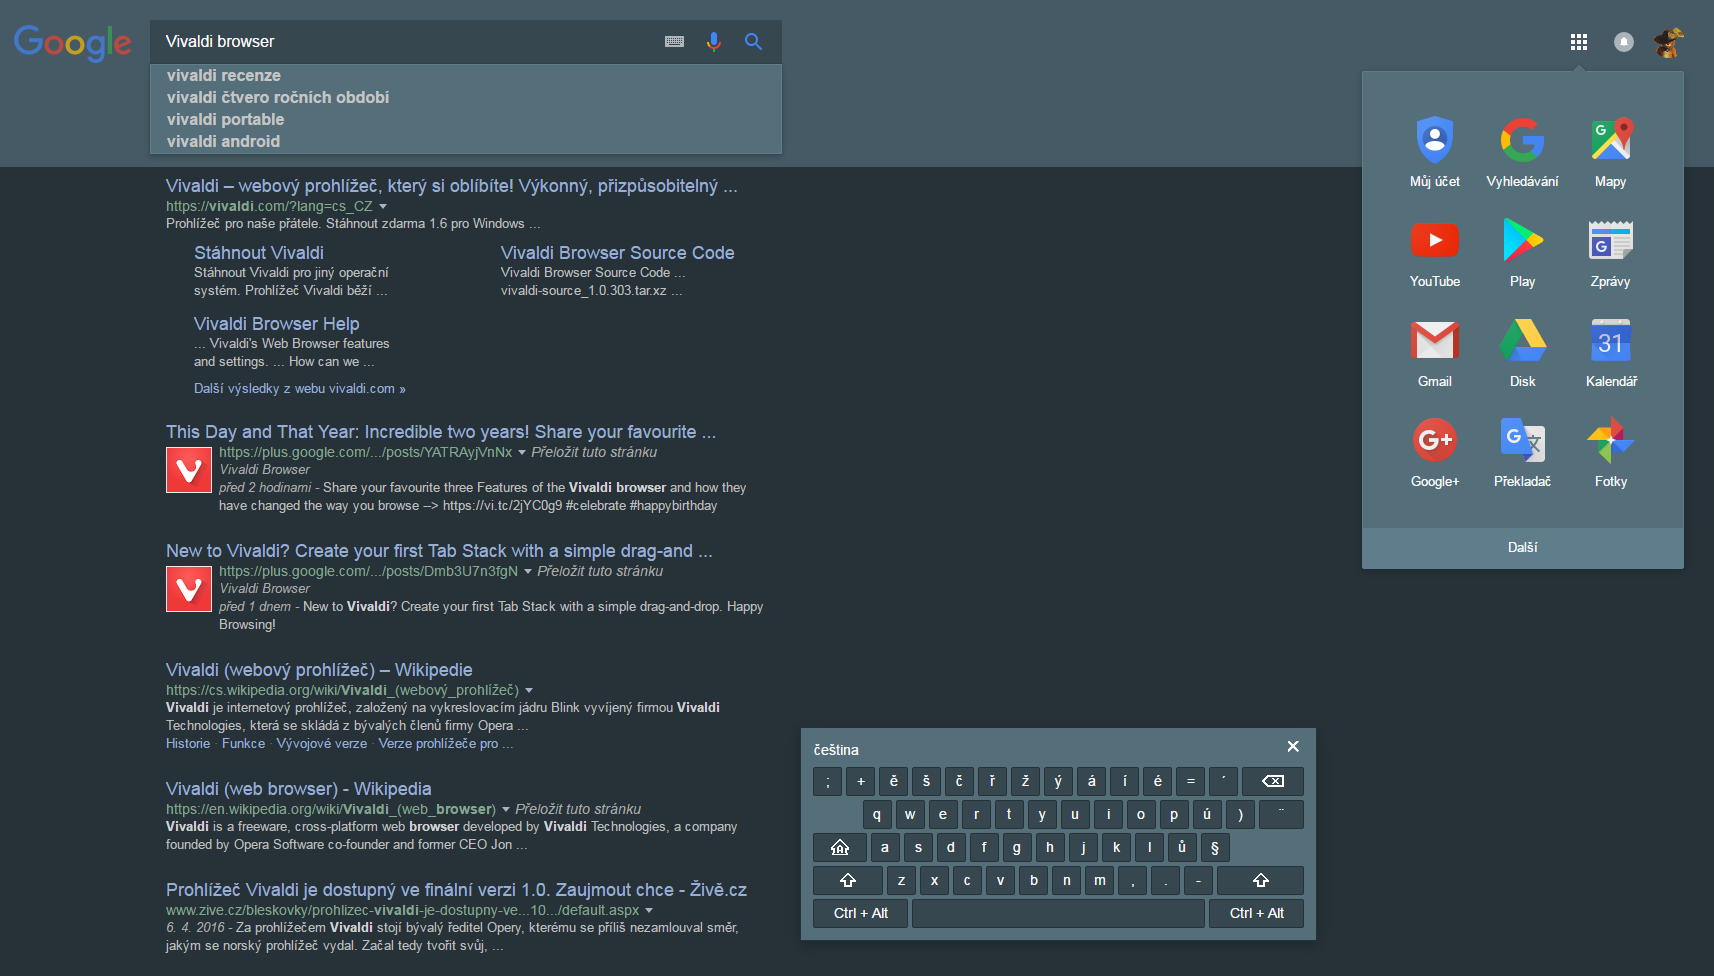 Google
Vivaldi browser
vivaldi recenze
vivaldi čtvero ročních období
vivaldi portable
vivaldi android
Vivaldi – webový prohlížeč, který si oblíbíte! Výkonný, přizpůsobitelný ...
https://vivaldi.com/?lang=cs_CZ
Prohlížeč pro naše přátele. Stáhnout zdarma 1.6 pro Windows ...
Stáhnout Vivaldi
Stáhnout Vivaldi pro jiný operační
systém. Prohlížeč Vivaldi běží ...
Vivaldi Browser Source Code
Vivaldi Browser Source Code ...
vivaldi-source_1.0.303.tar.xz ...
Vivaldi Browser Help
... Vivaldi's Web Browser features
and settings. ... How can we ...
Další výsledky z webu vivaldi.com »
This Day and That Year: Incredible two years! Share your favourite ...
https://plus.google.com/.../posts/YATRAyjVnNx Přeložit tuto stránku
Vivaldi Browser
před 2 hodinami - Share your favourite three Features of the Vivaldi browser and how they
have changed the way you browse --> https://vi.tc/2jYC0g9 #celebrate #happybirthday
New to Vivaldi? Create your first Tab Stack with a simple drag-and ...
https://plus.google.com/.../posts/Dmb3U7n3fgN Přeložit tuto stránku
Vivaldi Browser
před 1 dnem - New to Vivaldi? Create your first Tab Stack with a simple drag-and-drop. Happy
Browsing!
Vivaldi (webový prohlížeč) – Wikipedie
https://cs.wikipedia.org/wiki/Vivaldi_(webový_prohlížeč)
Vivaldi je internetový prohlížeč, založený na vykreslovacím jádru Blink vyvíjený firmou Vivaldi
Technologies, která se skládá z bývalých členů firmy Opera ...
Historie · Funkce · Vývojové verze · Verze prohlížeče pro ...
Vivaldi (web browser) - Wikipedia
https://en.wikipedia.org/wiki/Vivaldi_(web_browser) Přeložit tuto stránku
Vivaldi is a freeware, cross-platform web browser developed by Vivaldi Technologies, a company
founded by Opera Software co-founder and former CEO Jon ...
Prohlížeč Vivaldi je dostupný ve finální verzi 1.0. Zaujmout chce - Živě.cz
www.zive.cz/bleskovky/prohlizec-vivaldi-je-dostupny-ve...10.../default.aspx
6. 4. 2016 - Za prohlížečem Vivaldi stojí bývalý ředitel Opery, kterému se příliš nezamlouval směr,
jakým se norský prohlížeč vydal. Začal tedy tvořit svůj, ...
Můj účet Vyhledávání Mapy
YouTube Play Zprávy
31
Gmail Disk Kalendář
G+
Google+ Překladač Fotky
Další
čeština
; + ě š č ř ž ý á í é = ´
q w e r t y u i o p ú ) ¨
a s d f g h j k l ů §
z x c v b n m , . -
Ctrl + Alt Ctrl + Alt